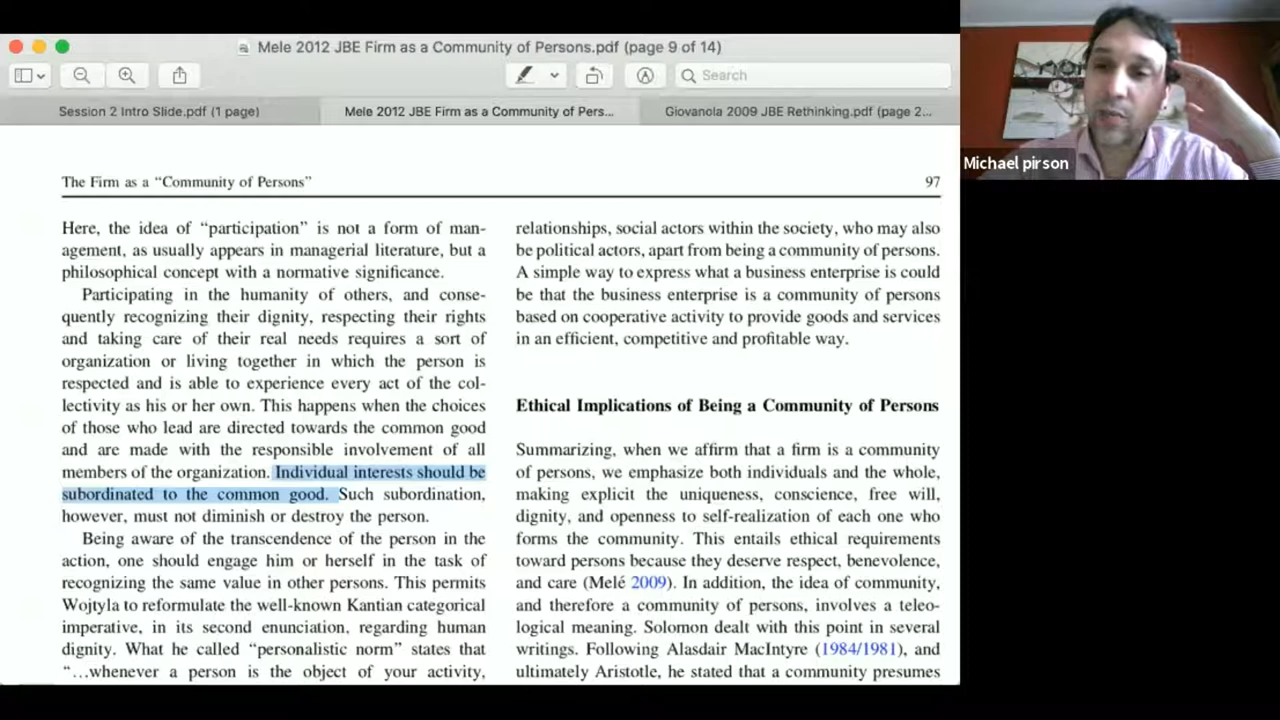 Mele 2012 JBE Firm as a Community of Persons.pdf (page 9 of 14)
Search
Session 2 Intro Slide.pdf (1 page)
Mele 2012 JBE Firm as a Community of Pers...
Giovanola 2009 JBE Rethinking.pdf (page 2...
Michael pirson
The Firm as a “Community of Persons”
97
Here, the idea of “participation” is not a form of man-
agement, as usually appears in managerial literature, but a
philosophical concept with a normative significance.
Participating in the humanity of others, and conse-
quently recognizing their dignity, respecting their rights
and taking care of their real needs requires a sort of
organization or living together in which the person is
respected and is able to experience every act of the col-
lectivity as his or her own. This happens when the choices
of those who lead are directed towards the common good
and are made with the responsible involvement of all
members of the organization. Individual interests should be
subordinated to the common good. Such subordination,
however, must not diminish or destroy the person.
Being aware of the transcendence of the person in the
action, one should engage him or herself in the task of
recognizing the same value in other persons. This permits
Wojtyla to reformulate the well-known Kantian categorical
imperative, in its second enunciation, regarding human
dignity. What he called “personalistic norm” states that
“…whenever a person is the object of your activity,
relationships, social actors within the society, who may also
be political actors, apart from being a community of persons.
A simple way to express what a business enterprise is could
be that the business enterprise is a community of persons
based on cooperative activity to provide goods and services
in an efficient, competitive and profitable way.
Ethical Implications of Being a Community of Persons
Summarizing, when we affirm that a firm is a community
of persons, we emphasize both individuals and the whole,
making explicit the uniqueness, conscience, free will,
dignity, and openness to self-realization of each one who
forms the community. This entails ethical requirements
toward persons because they deserve respect, benevolence,
and care (Melé 2009). In addition, the idea of community,
and therefore a community of persons, involves a teleo-
logical meaning. Solomon dealt with this point in several
writings. Following Alasdair MacIntyre (1984/1981), and
ultimately Aristotle, he stated that a community presumes